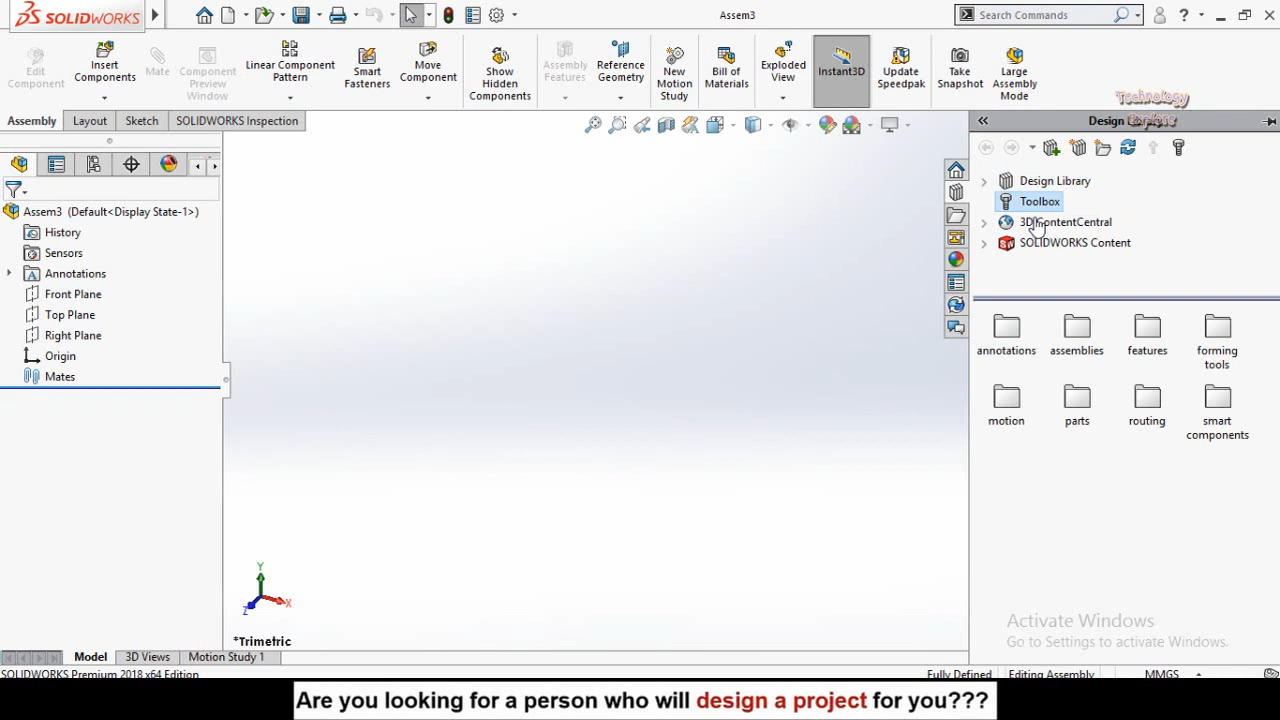 SOLIDWORKS
Assem3
Search Commands
Edit Component
Insert Components
Mate
Component Preview Window
Linear Component Pattern
Smart Fasteners
Move Component
Show Hidden Components
Assembly Features
Reference Geometry
New Motion Study
Bill of Materials
Exploded View
Instant3D
Update Speedpak
Take Snapshot
Large Assembly Mode
Technology
Explore
Assembly Layout Sketch SOLIDWORKS Inspection
Assem3 (Default<Display State-1>)
History
Sensors
Annotations
Front Plane
Top Plane
Right Plane
Origin
Mates
Y
X
Z
*Trimetric
Design Library
Toolbox
3D ContentCentral
SOLIDWORKS Content
annotations assemblies features forming tools
motion parts routing smart components
Activate Windows
Go to Settings to activate Windows.
Model 3D Views Motion Study 1
SOLIDWORKS Premium 2018 x64 Edition
Fully Defined Editing Assembly MMGS
Are you looking for a person who will design a project for you???